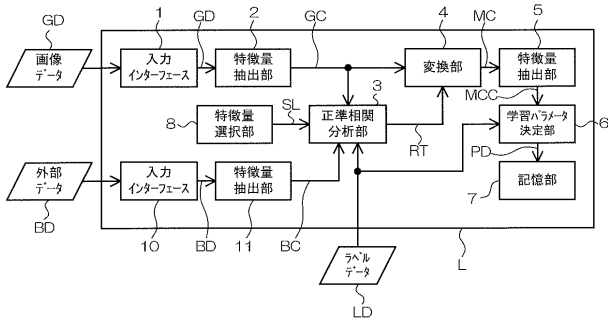 GD
1
GD
2
GC
4
MC
5
画像
データ
入力
インターフェース
特徴量
抽出部
変換部
特徴量
抽出部
MCC
3
SL
特徴量
選択部
8
正準相関
分析部
RT
学習パラメータ
決定部
6
PD
外部
データ
入力
インターフェース
特徴量
抽出部
7
記憶部
BD
10
BD
11
BC
L
ラベル
データ
LD